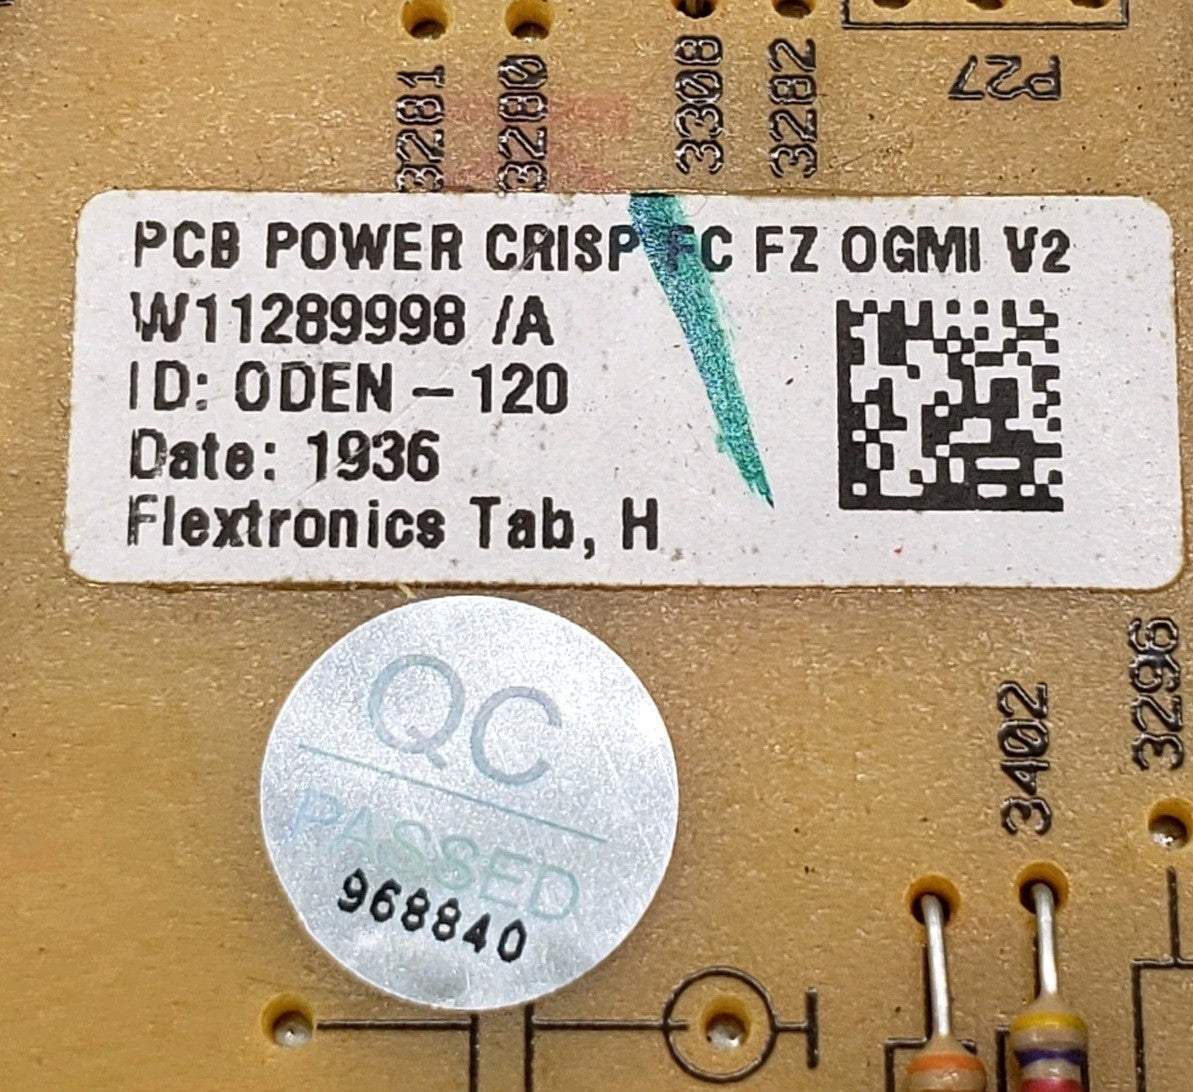 3281
3280
3308
3282
P27
PCB POWER CRISP FC FZ OGMI V2
W11289998 /A
ID: ODEN - 120
Date: 1936
Flextronics Tab, H
QC
PASSED
968840
3402
3296